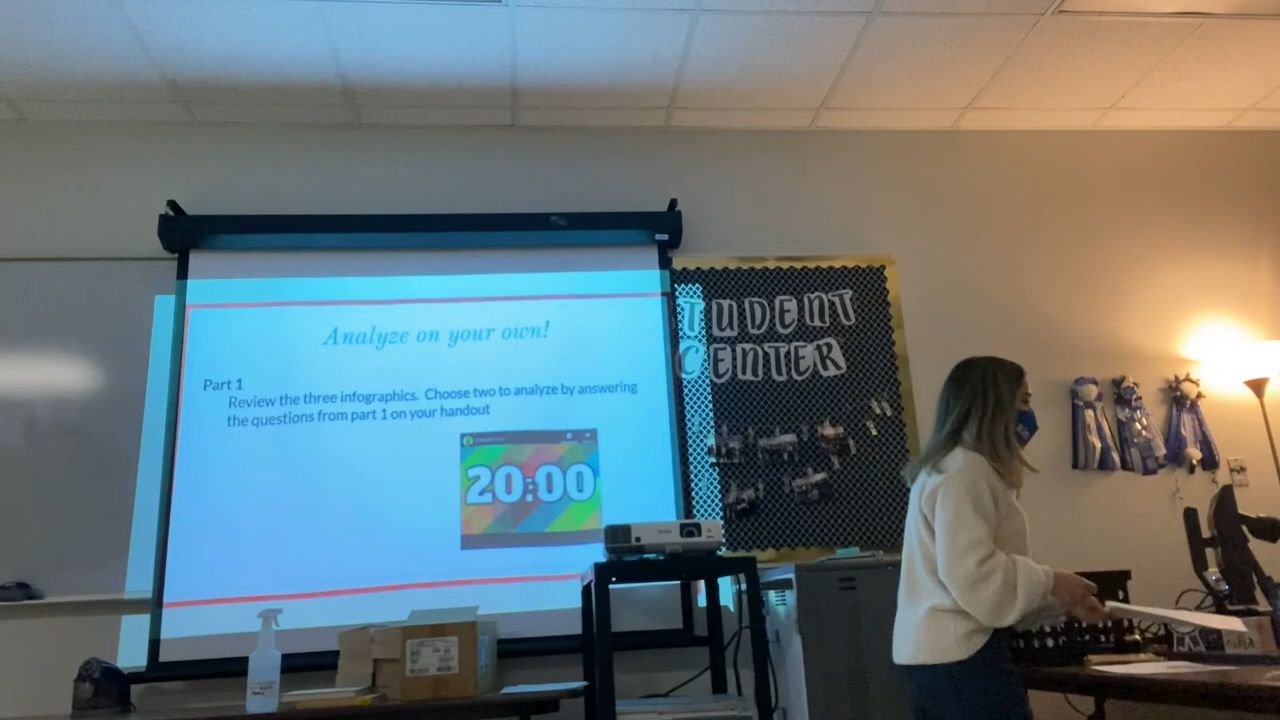 Analyze on your own!
Part 1
Review the three infographics. Choose two to analyze by answering
the questions from part 1 on your handout
20:00
TUDENT
CENTER
EPSON